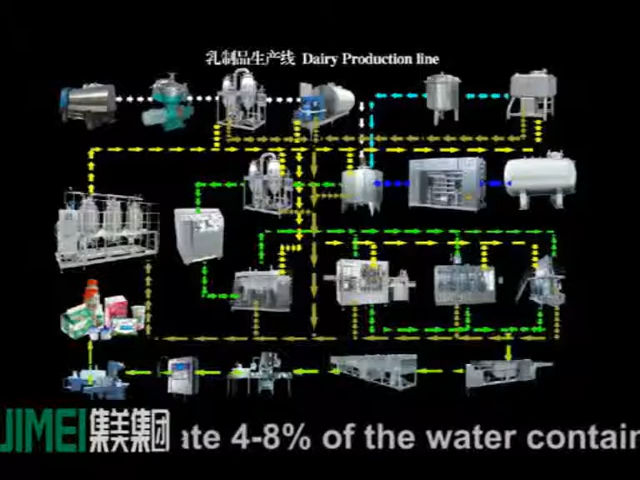 乳制品生产线 Dairy Production line
JIMEI 集美集团 ate 4-8% of the water contain